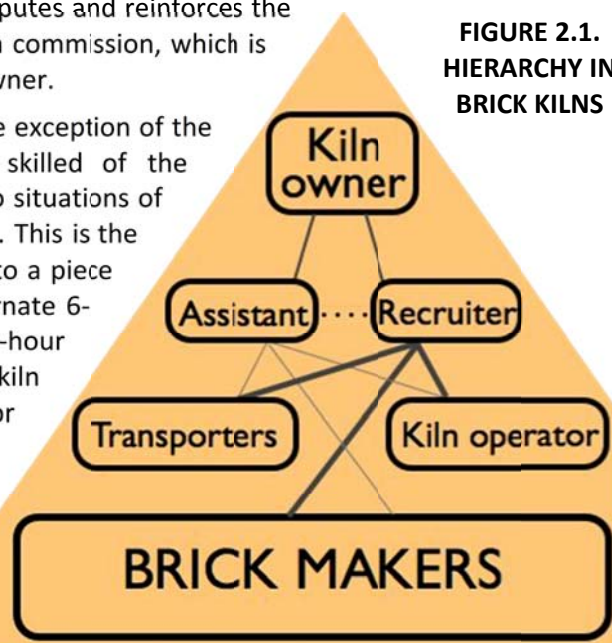 putes and reinforces the
commission, which is
wner.
e exception of the
skilled of the
o situations of
. This is the
to a piece
rnate 6-
-hour
kiln
or
FIGURE 2.1.
HIERARCHY IN
BRICK KILNS
Kiln
owner
Assistant
Recruiter
Transporters
Kiln operator
BRICK MAKERS